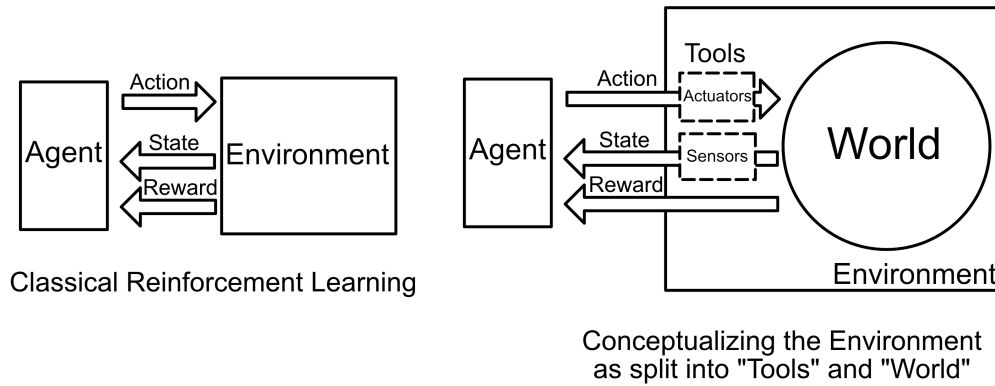 Agent
Action
State
Reward
Environment
Classical Reinforcement Learning
Agent
Action
State
Reward
Tools
Actuators
Sensors
World
Environment
Conceptualizing the Environment
as split into "Tools" and "World"